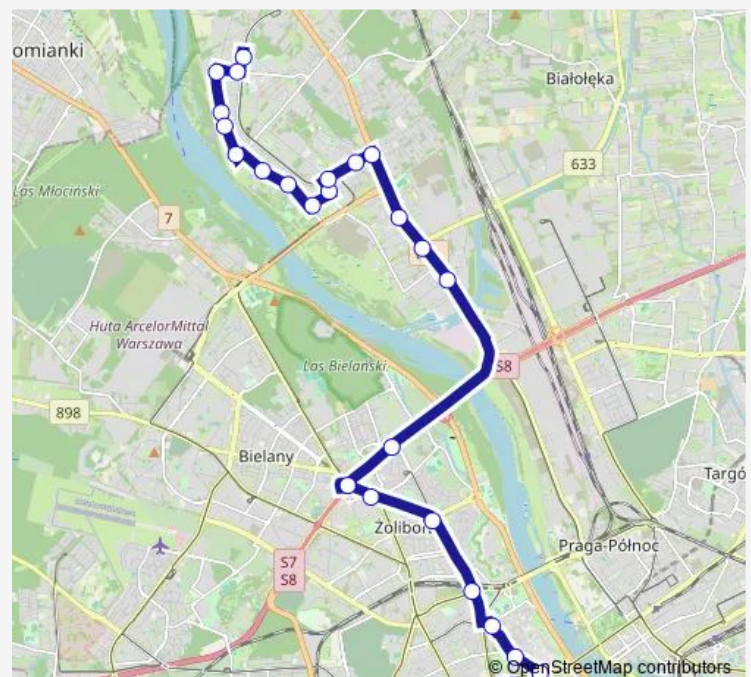 omianki
Białołęka
633
Las Młociński
7
Huta ArcelorMittal
Warszawa
Las Bielański
S8
898
Bielany
Targó
Żolibor
Praga-Północ
S7
S8
© OpenStreetMap contributors